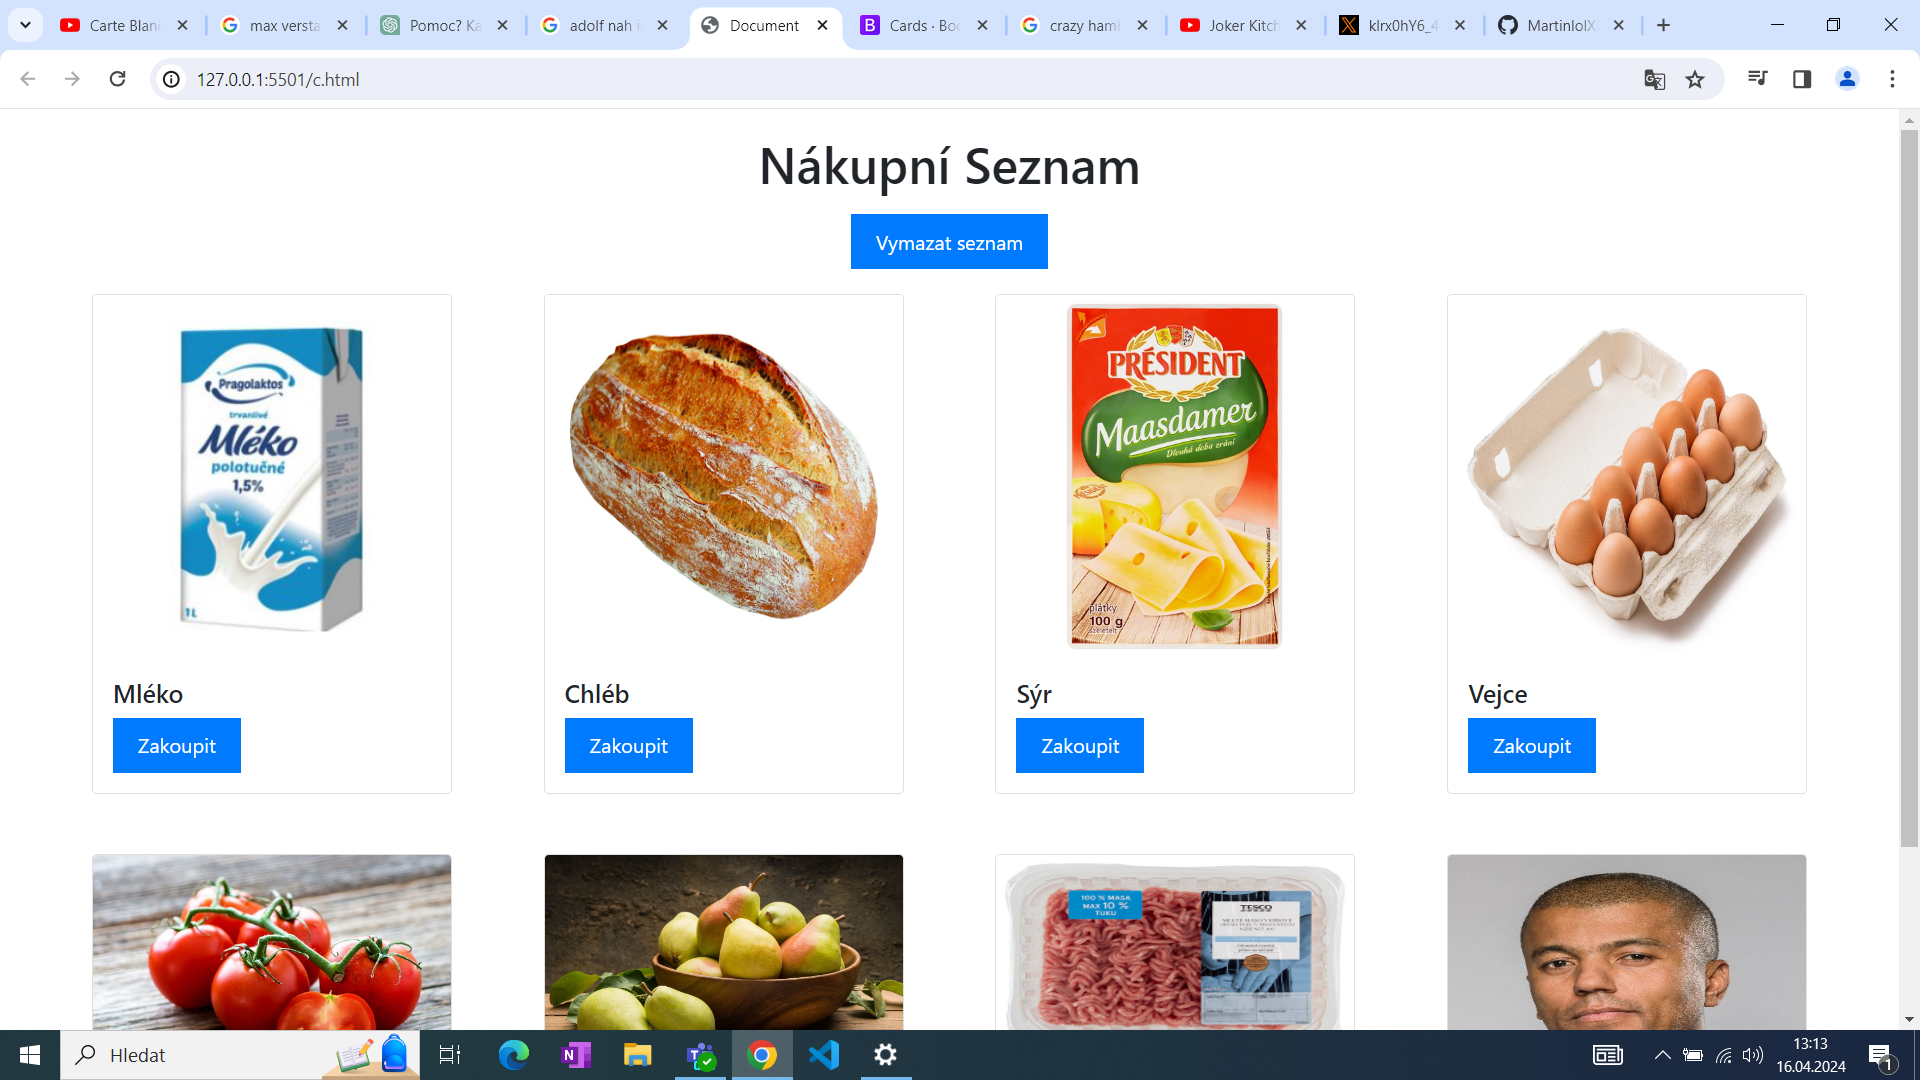 Carte Blan
max versta
Pomoc? Ka
adolf nah i
Document
Cards · Boo
crazy haml
Joker Kitch
klrx0hY6_4
MartinlolX
127.0.0.1:5501/c.html
Nákupní Seznam
Vymazat seznam
Pragolaktos
trvanlivé
Mléko
polotučné
1,5%
1L
PRÉSIDENT
Maasdamer
Dlouhá doba zrání
plátky
100 g
szeletelt
Mléko
Chléb
Sýr
Vejce
Zakoupit
Zakoupit
Zakoupit
Zakoupit
100 % MASA
MAX 10 %
TUKU
TESCO
Hledat
13:13
16.04.2024
1